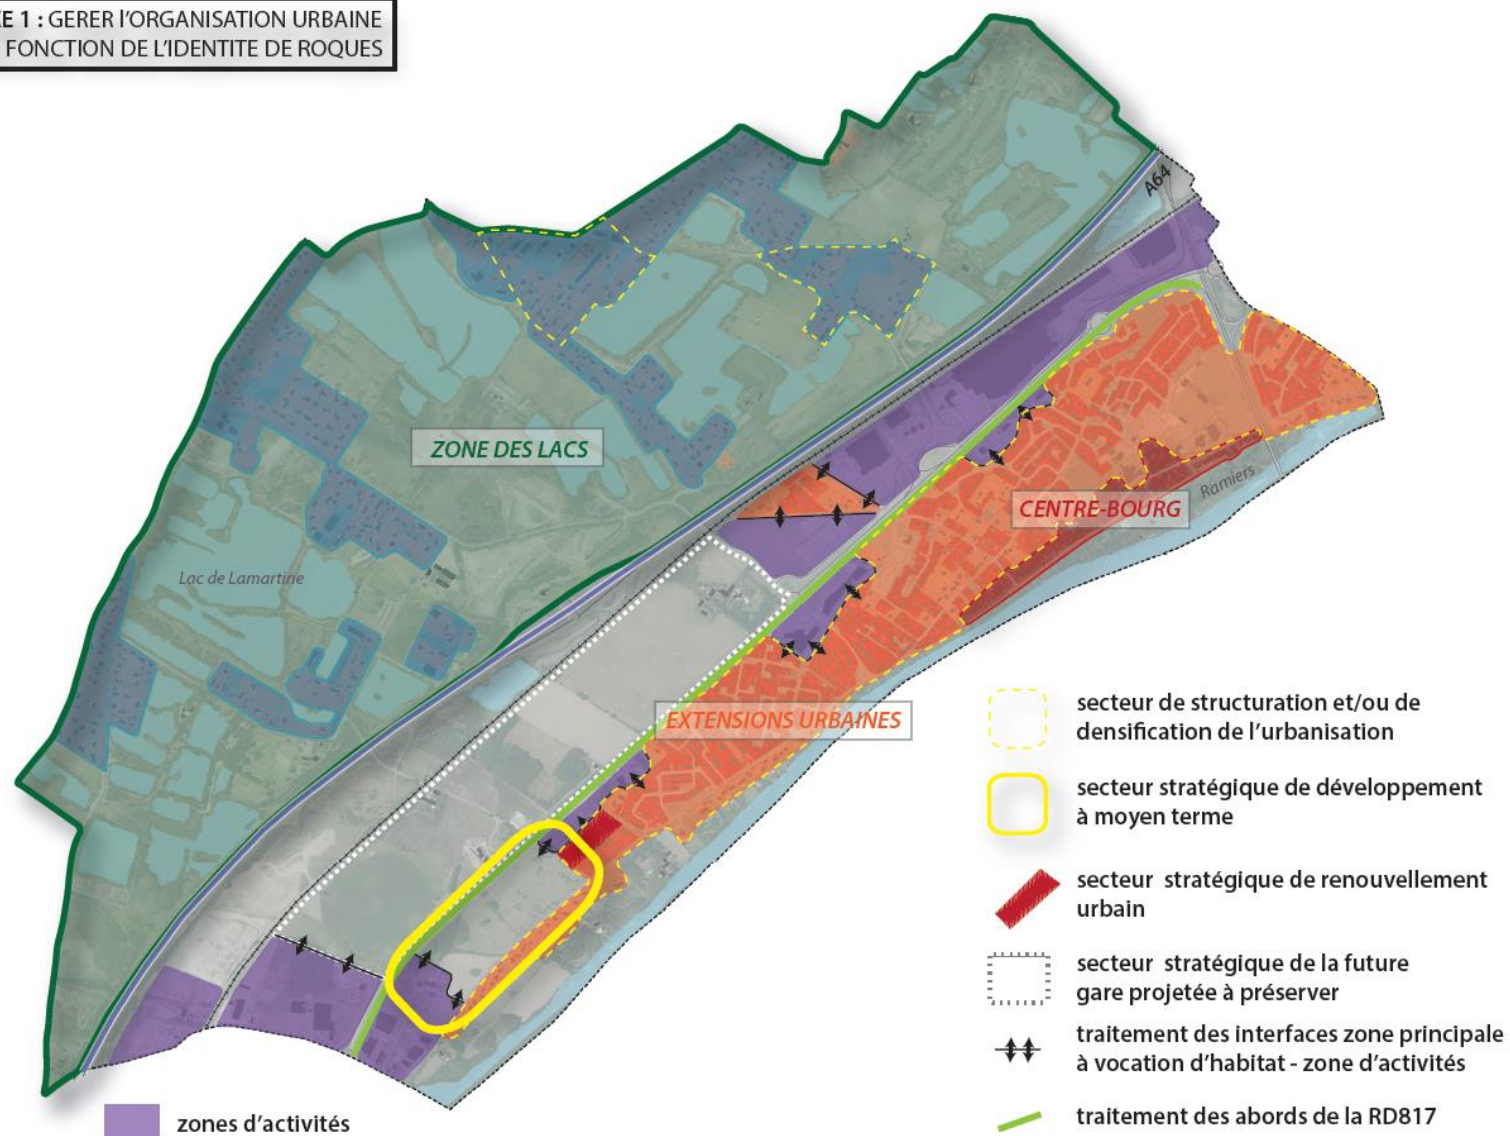 E 1 : GERER l'ORGANISATION URBAINE
FONCTION DE L'IDENTITE DE ROQUES
A64
ZONE DES LACS
CENTRE-BOURG
Ramiers
Lac de Lamartine
EXTENSIONS URBAINES
secteur de structuration et/ou de
densification de l'urbanisation
secteur stratégique de développement
à moyen terme
secteur stratégique de renouvellement
urbain
secteur stratégique de la future
gare projetée à préserver
traitement des interfaces zone principale
à vocation d'habitat - zone d'activités
traitement des abords de la RD817
zones d'activités